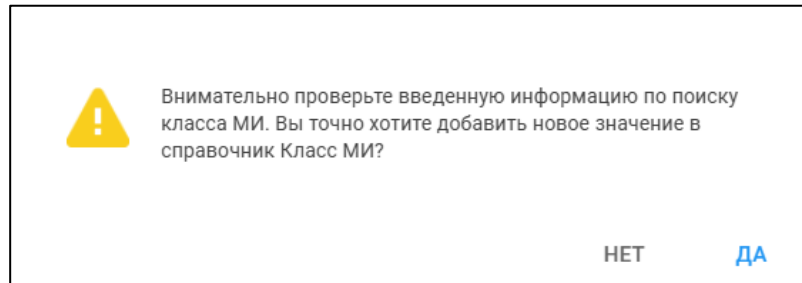 Внимательно проверьте введенную информацию по поиску
класса МИ. Вы точно хотите добавить новое значение в
справочник Класс МИ?
НЕТ ДА